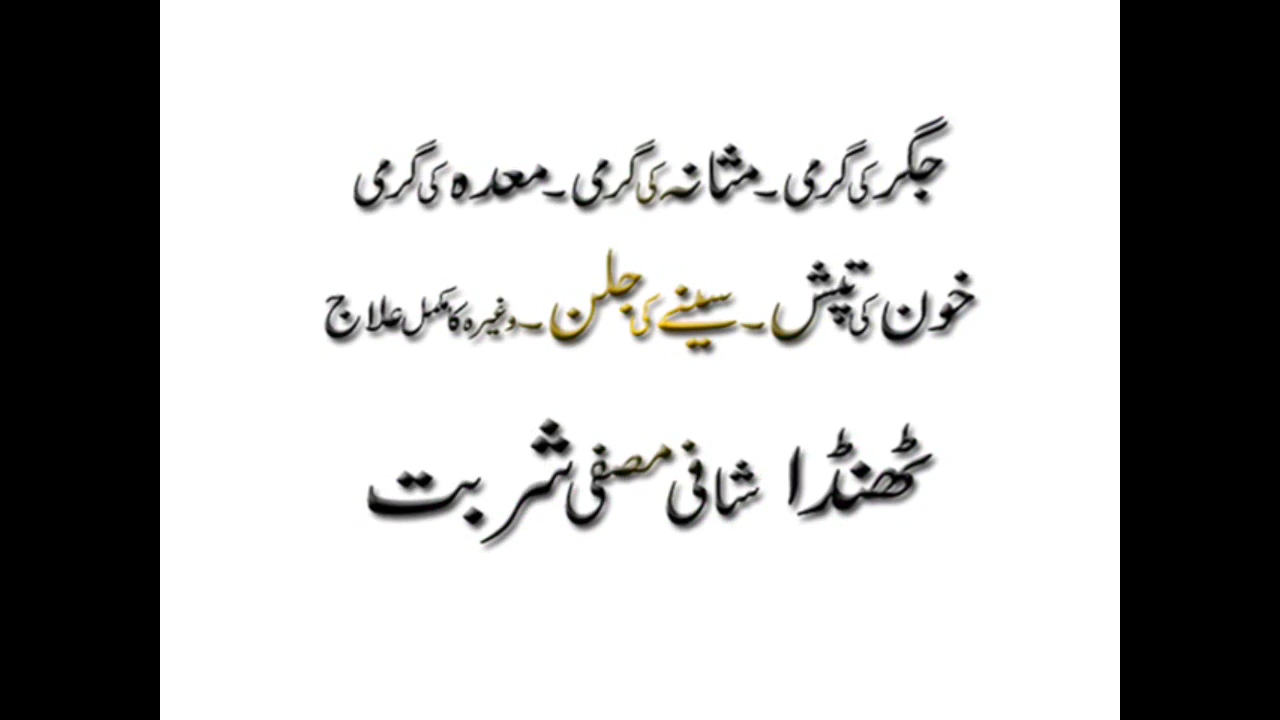 جگر کی گرمی ۔ مثانہ کی گرمی ۔ معدہ کی گرمی
خون کی تپش ۔ سینے کی جلن ۔ وغیرہ کا مکمل علاج
ٹھنڈا شافی مصفی شربت